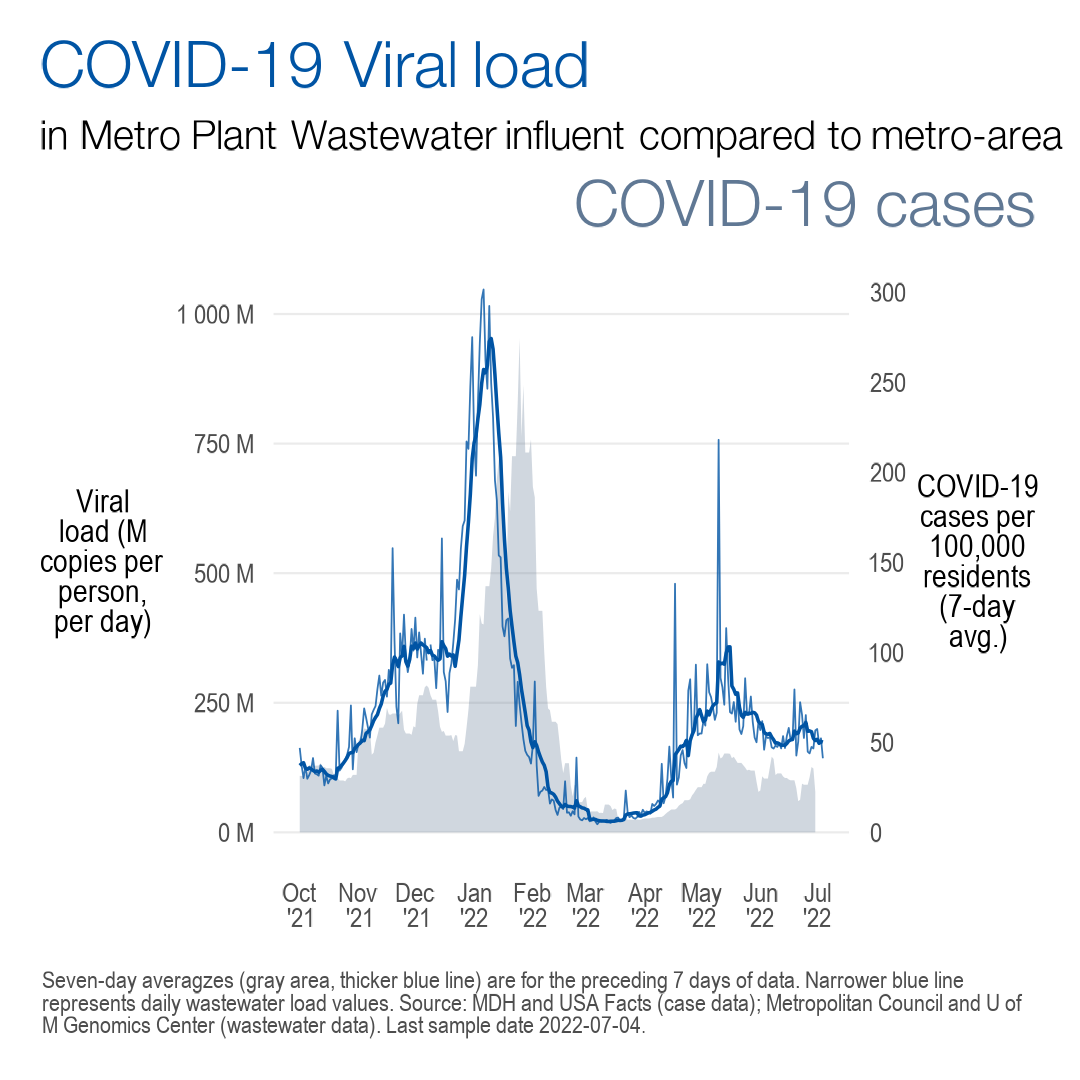 COVID-19 Viral load
in Metro Plant Wastewater influent compared to metro-area
COVID-19 cases
1 000 M
750 M
500 M
250 M
0 M
Viral
load (M
copies per
person,
per day)
300
250
200
150
100
50
0
COVID-19
cases per
100,000
residents
(7-day
avg.)
Oct Nov Dec Jan Feb Mar Apr May Jun Jul
'21 '21 '21 '22 '22 '22 '22 '22 '22 '22
Seven-day averagzes (gray area, thicker blue line) are for the preceding 7 days of data. Narrower blue line
represents daily wastewater load values. Source: MDH and USA Facts (case data); Metropolitan Council and U of
M Genomics Center (wastewater data). Last sample date 2022-07-04.